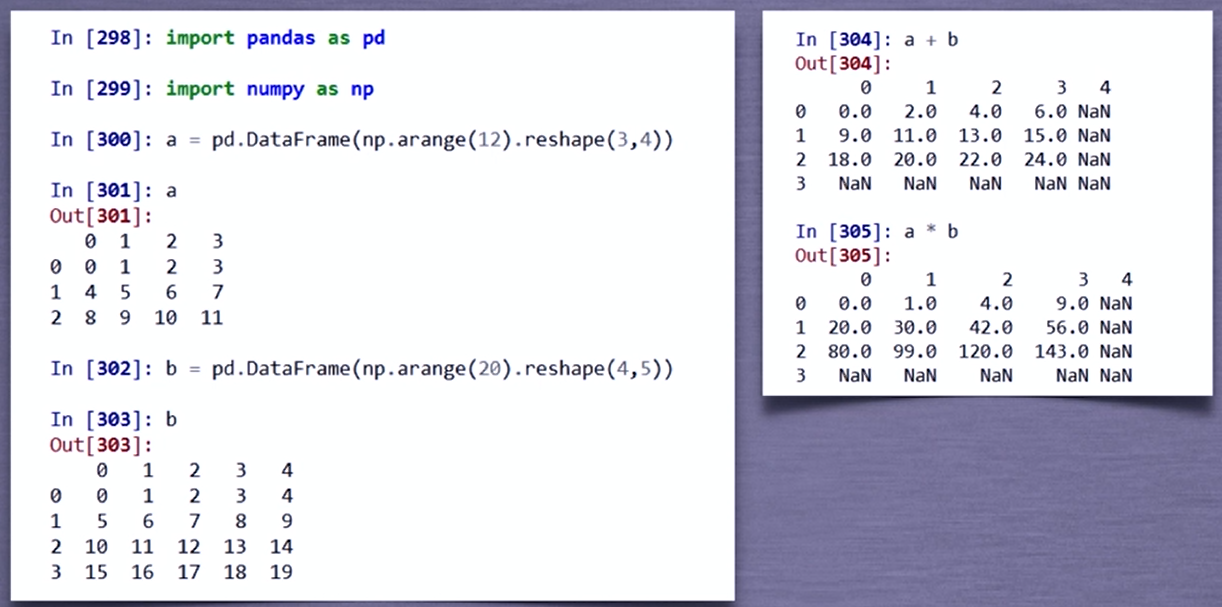 In [298]: import pandas as pd
In [299]: import numpy as np
In [300]: a = pd.DataFrame(np.arange(12).reshape(3,4))
In [301]: a
Out[301]:
0 1 2 3
0 0 1 2 3
1 4 5 6 7
2 8 9 10 11
In [302]: b = pd.DataFrame(np.arange(20).reshape(4,5))
In [303]: b
Out[303]:
0 1 2 3 4
0 0 1 2 3 4
1 5 6 7 8 9
2 10 11 12 13 14
3 15 16 17 18 19
In [304]: a + b
Out[304]:
0 1 2 3 4
0 0.0 2.0 4.0 6.0 NaN
1 9.0 11.0 13.0 15.0 NaN
2 18.0 20.0 22.0 24.0 NaN
3 NaN NaN NaN NaN NaN
In [305]: a * b
Out[305]:
0 1 2 3 4
0 0.0 1.0 4.0 9.0 NaN
1 20.0 30.0 42.0 56.0 NaN
2 80.0 99.0 120.0 143.0 NaN
3 NaN NaN NaN NaN NaN